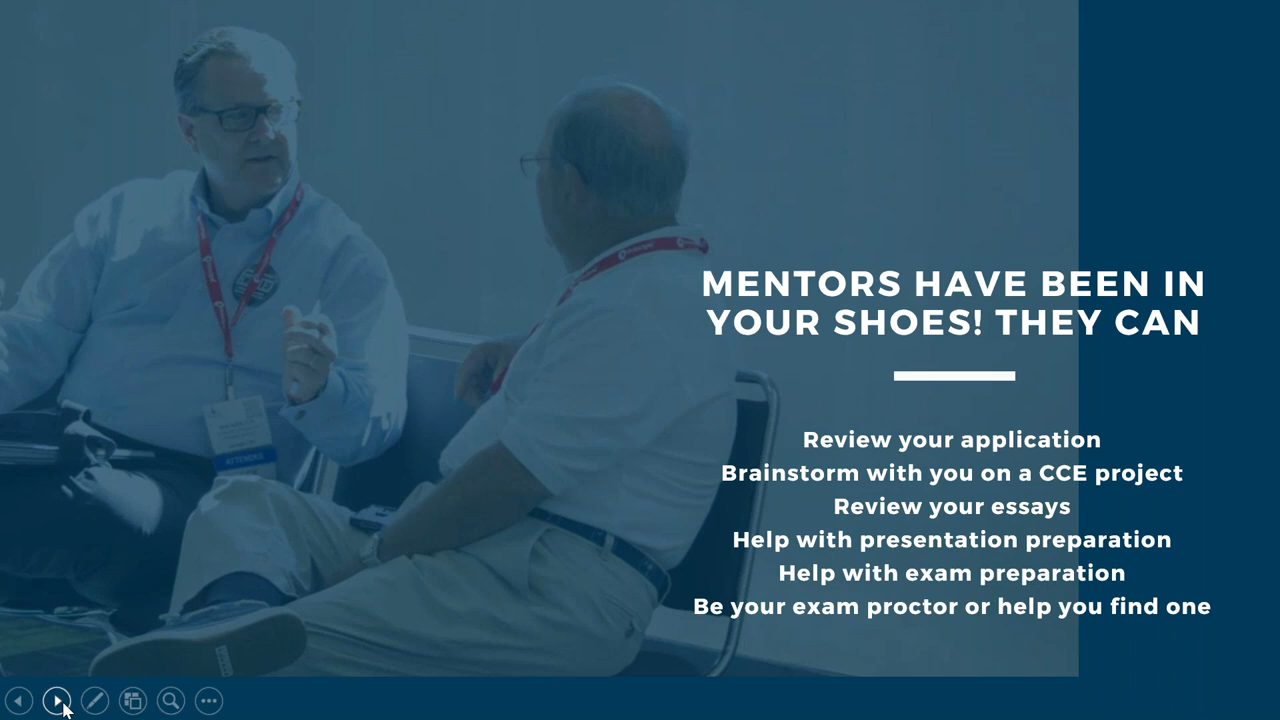 MENTORS HAVE BEEN IN
YOUR SHOES! THEY CAN
Review your application
Brainstorm with you on a CCE project
Review your essays
Help with presentation preparation
Help with exam preparation
Be your exam proctor or help you find one
ATTENDEE